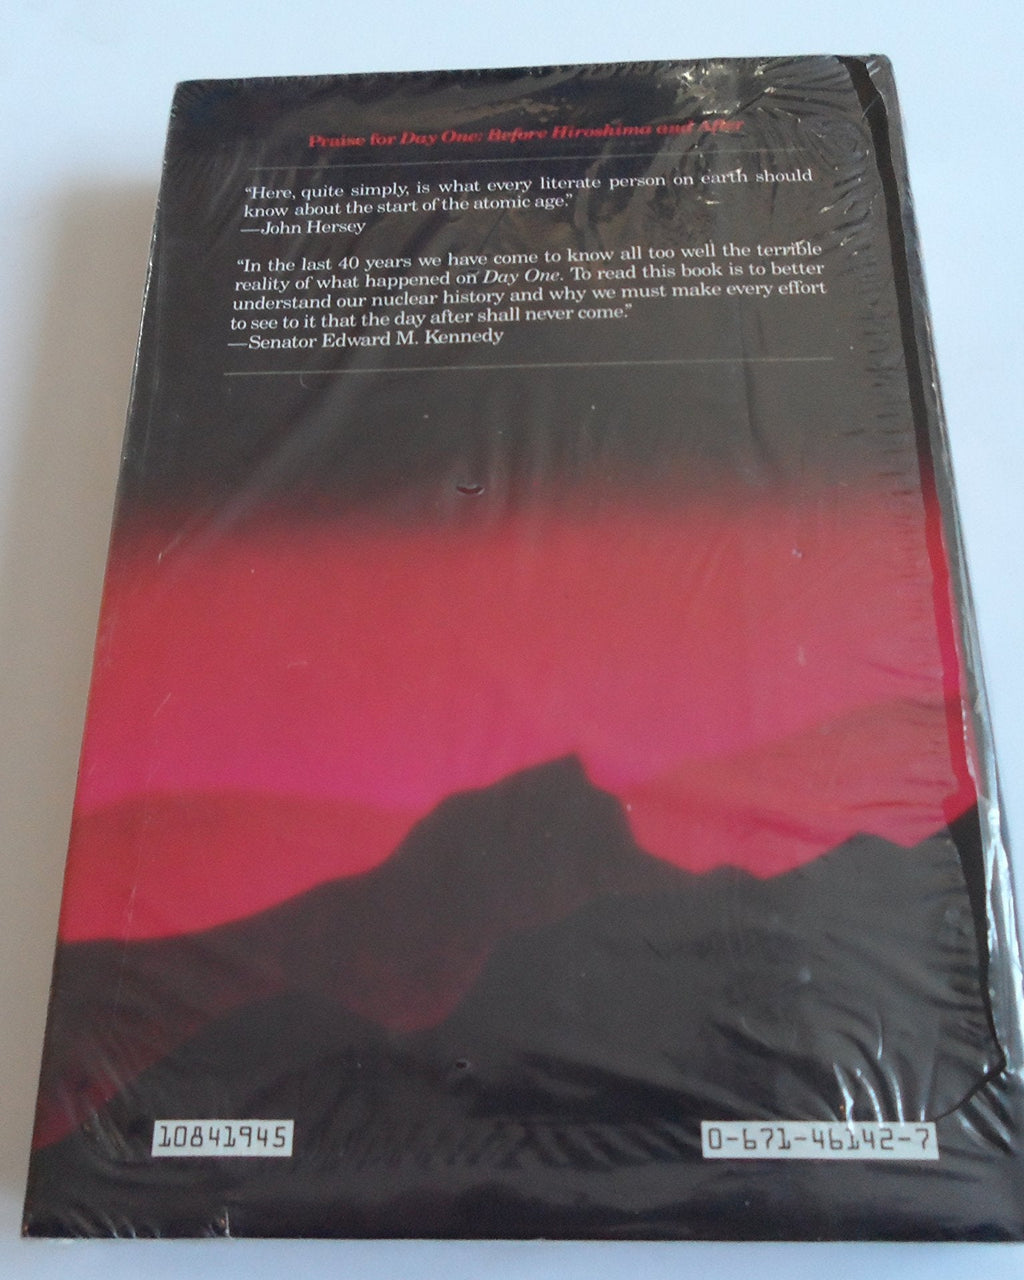 Praise for Day One: Before Hiroshima and After
“Here, quite simply, is what every literate person on earth should
know about the start of the atomic age.”
—John Hersey
“In the last 40 years we have come to know all too well the terrible
reality of what happened on Day One. To read this book is to better
understand our nuclear history and why we must make every effort
to see to it that the day after shall never come.”
—Senator Edward M. Kennedy
10841945
0-671-46142-7